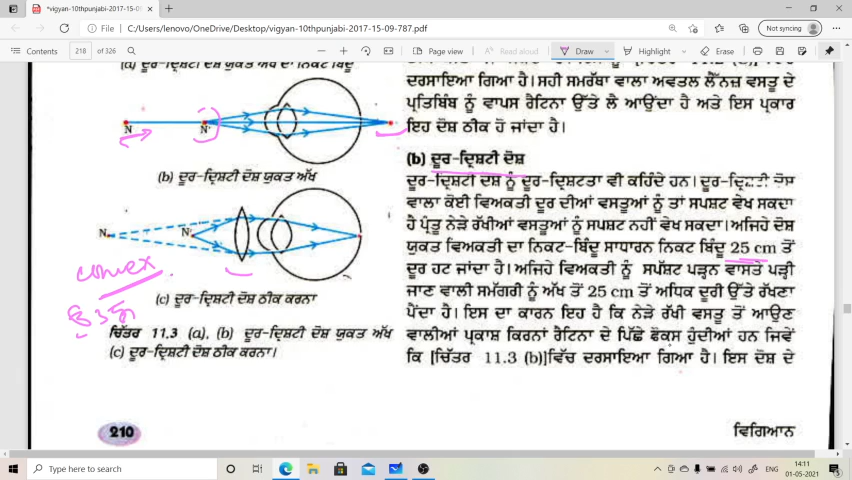 *vigyan-10thpunjabi-2017-15-09-
File | C:/Users/lenovo/OneDrive/Desktop/vigyan-10thpunjabi-2017-15-09-787.pdf
Not syncing
Contents 218 of 326
Page view
Read aloud
Draw
Highlight
Erase
(b) ਦੂਰ-ਦ੍ਰਿਸ਼ਟੀ ਦੋਸ਼ ਯੁਕਤ ਅੱਖ
N
N'
N
N'
convex
(c) ਦੂਰ-ਦ੍ਰਿਸ਼ਟੀ ਦੋਸ਼ ਠੀਕ ਕਰਨਾ
ਚਿੱਤਰ 11.3 (a), (b) ਦੂਰ-ਦ੍ਰਿਸ਼ਟੀ ਦੋਸ਼ ਯੁਕਤ ਅੱਖ
(c) ਦੂਰ-ਦ੍ਰਿਸ਼ਟੀ ਦੋਸ਼ ਠੀਕ ਕਰਨਾ।
210
ਦਰਸਾਇਆ ਗਿਆ ਹੈ। ਸਹੀ ਸਮਰੱਥਾ ਵਾਲਾ ਅਵਤਲ ਲੈੱਨਜ਼ ਵਸਤੂ ਦੇ
ਪ੍ਰਤਿਬਿੰਬ ਨੂੰ ਵਾਪਸ ਰੈਟਿਨਾ ਉੱਤੇ ਲੈ ਆਉਂਦਾ ਹੈ ਅਤੇ ਇਸ ਪ੍ਰਕਾਰ
ਇਹ ਦੋਸ਼ ਠੀਕ ਹੋ ਜਾਂਦਾ ਹੈ।
(b) ਦੂਰ-ਦ੍ਰਿਸ਼ਟੀ ਦੋਸ਼
ਦੂਰ-ਦ੍ਰਿਸ਼ਟੀ ਦੋਸ਼ ਨੂੰ ਦੂਰ-ਦ੍ਰਿਸ਼ਟਤਾ ਵੀ ਕਹਿੰਦੇ ਹਨ। ਦੂਰ-ਦ੍ਰਿਸ਼ਟੀ ਦੋਸ਼
ਵਾਲਾ ਕੋਈ ਵਿਅਕਤੀ ਦੂਰ ਦੀਆਂ ਵਸਤੂਆਂ ਨੂੰ ਤਾਂ ਸਪਸ਼ਟ ਵੇਖ ਸਕਦਾ
ਹੈ ਪ੍ਰੰਤੂ ਨੇੜੇ ਰੱਖੀਆਂ ਵਸਤੂਆਂ ਨੂੰ ਸਪਸ਼ਟ ਨਹੀਂ ਵੇਖ ਸਕਦਾ। ਅਜਿਹੇ ਦੋਸ਼
ਯੁਕਤ ਵਿਅਕਤੀ ਦਾ ਨਿਕਟ-ਬਿੰਦੂ ਸਾਧਾਰਨ ਨਿਕਟ ਬਿੰਦੂ 25 cm ਤੋਂ
ਦੂਰ ਹਟ ਜਾਂਦਾ ਹੈ। ਅਜਿਹੇ ਵਿਅਕਤੀ ਨੂੰ ਸਪੱਸ਼ਟ ਪੜ੍ਹਨ ਵਾਸਤੇ ਪੜ੍ਹੀ
ਜਾਣ ਵਾਲੀ ਸਮੱਗਰੀ ਨੂੰ ਅੱਖ ਤੋਂ 25 cm ਤੋਂ ਅਧਿਕ ਦੂਰੀ ਉੱਤੇ ਰੱਖਣਾ
ਪੈਂਦਾ ਹੈ। ਇਸ ਦਾ ਕਾਰਨ ਇਹ ਹੈ ਕਿ ਨੇੜੇ ਰੱਖੀ ਵਸਤੂ ਤੋਂ ਆਉਣ
ਵਾਲੀਆਂ ਪ੍ਰਕਾਸ਼ ਕਿਰਨਾਂ ਰੈਟਿਨਾ ਦੇ ਪਿੱਛੇ ਫੋਕਸ ਹੁੰਦੀਆਂ ਹਨ ਜਿਵੇਂ
ਕਿ [ਚਿੱਤਰ 11.3 (b)]ਵਿੱਚ ਦਰਸਾਇਆ ਗਿਆ ਹੈ। ਇਸ ਦੋਸ਼ ਦੇ
ਵਿਗਿਆਨ
Type here to search
ENG
14:11
01-05-2021